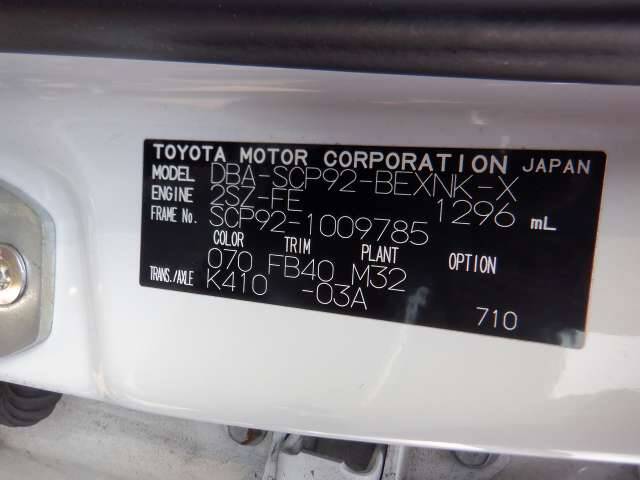 TOYOTA MOTOR CORPORATION JAPAN
MODEL DBA-SCP92-BEXNK-X
ENGINE 2SZ-FE 1296 mL
FRAME No. SCP92-1009785
COLOR TRIM PLANT OPTION
070 FB40 M32
TRANS./AXLE K410 -03A
710